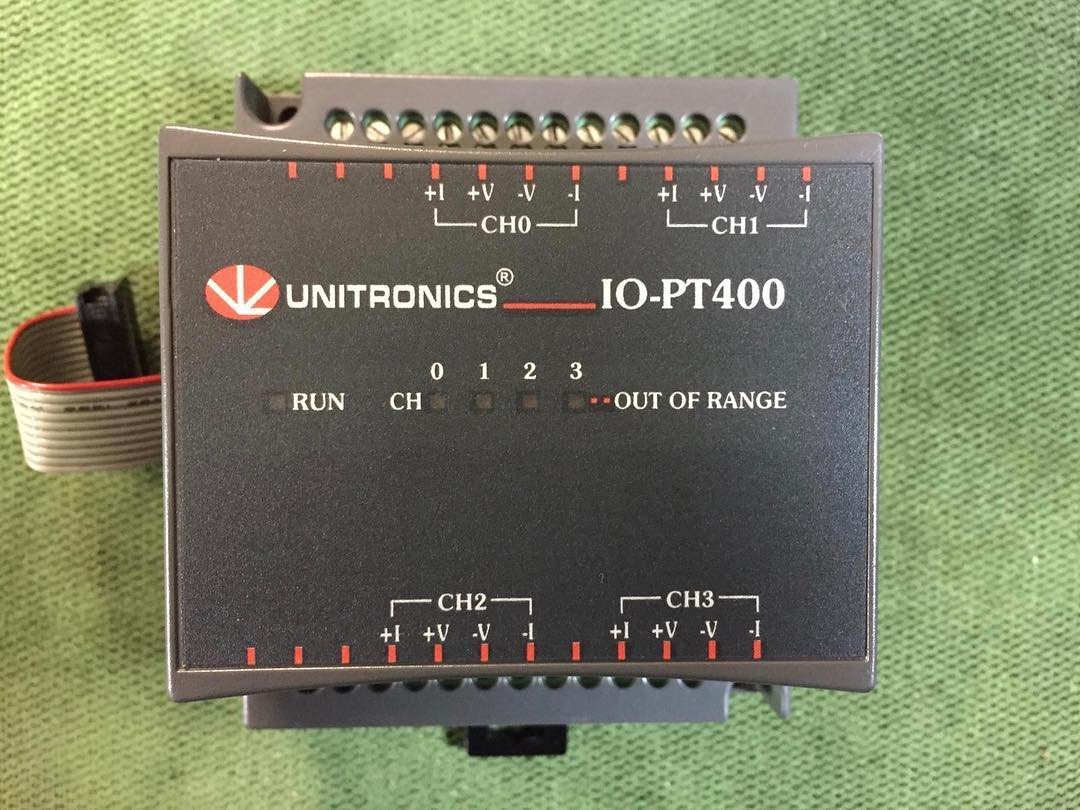 +I +V -V -I +I +V -V -I
CH0 CH1
UNITRONICS® IO-PT400
0 1 2 3
RUN CH OUT OF RANGE
CH2 CH3
+I +V -V -I +I +V -V -I